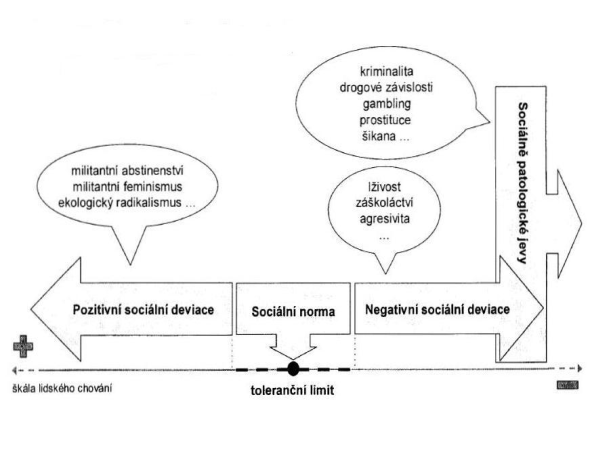 kriminalita
drogové závislosti
gambling
prostituce
šikana ...
Sociálně patologické jevy
militantní abstinenství
militantní feminismus
ekologický radikalismus ...
lživost
záškoláctví
agresivita
...
Pozitivní sociální deviace
Sociální norma
Negativní sociální deviace
škála lidského chování
toleranční limit